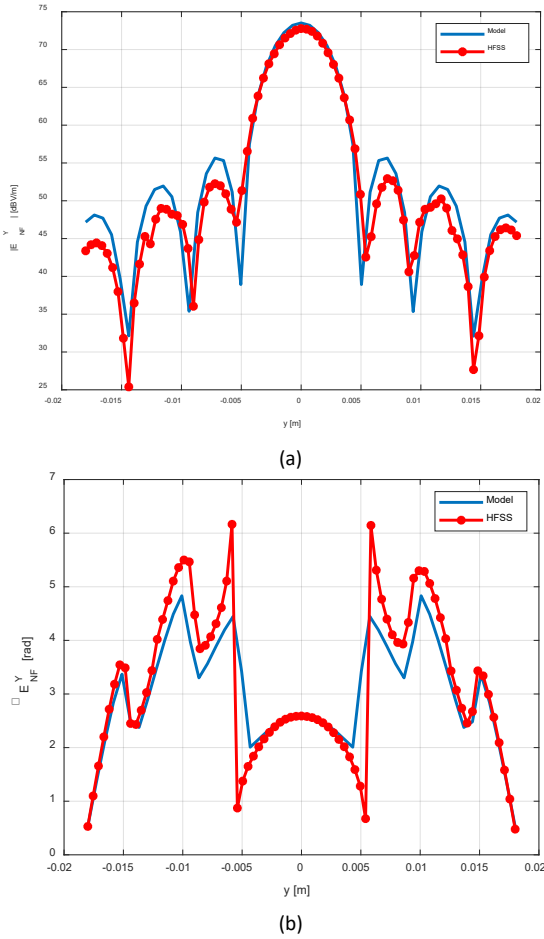 75
70
65
60
55
50
45
40
35
30
25
|E Y NF | [dBV/m]
Model
HFSS
-0.02 -0.015 -0.01 -0.005 0 0.005 0.01 0.015 0.02
y [m]
(a)
7
6
5
4
3
2
1
0
□ E Y NF [rad]
Model
HFSS
-0.02 -0.015 -0.01 -0.005 0 0.005 0.01 0.015 0.02
y [m]
(b)